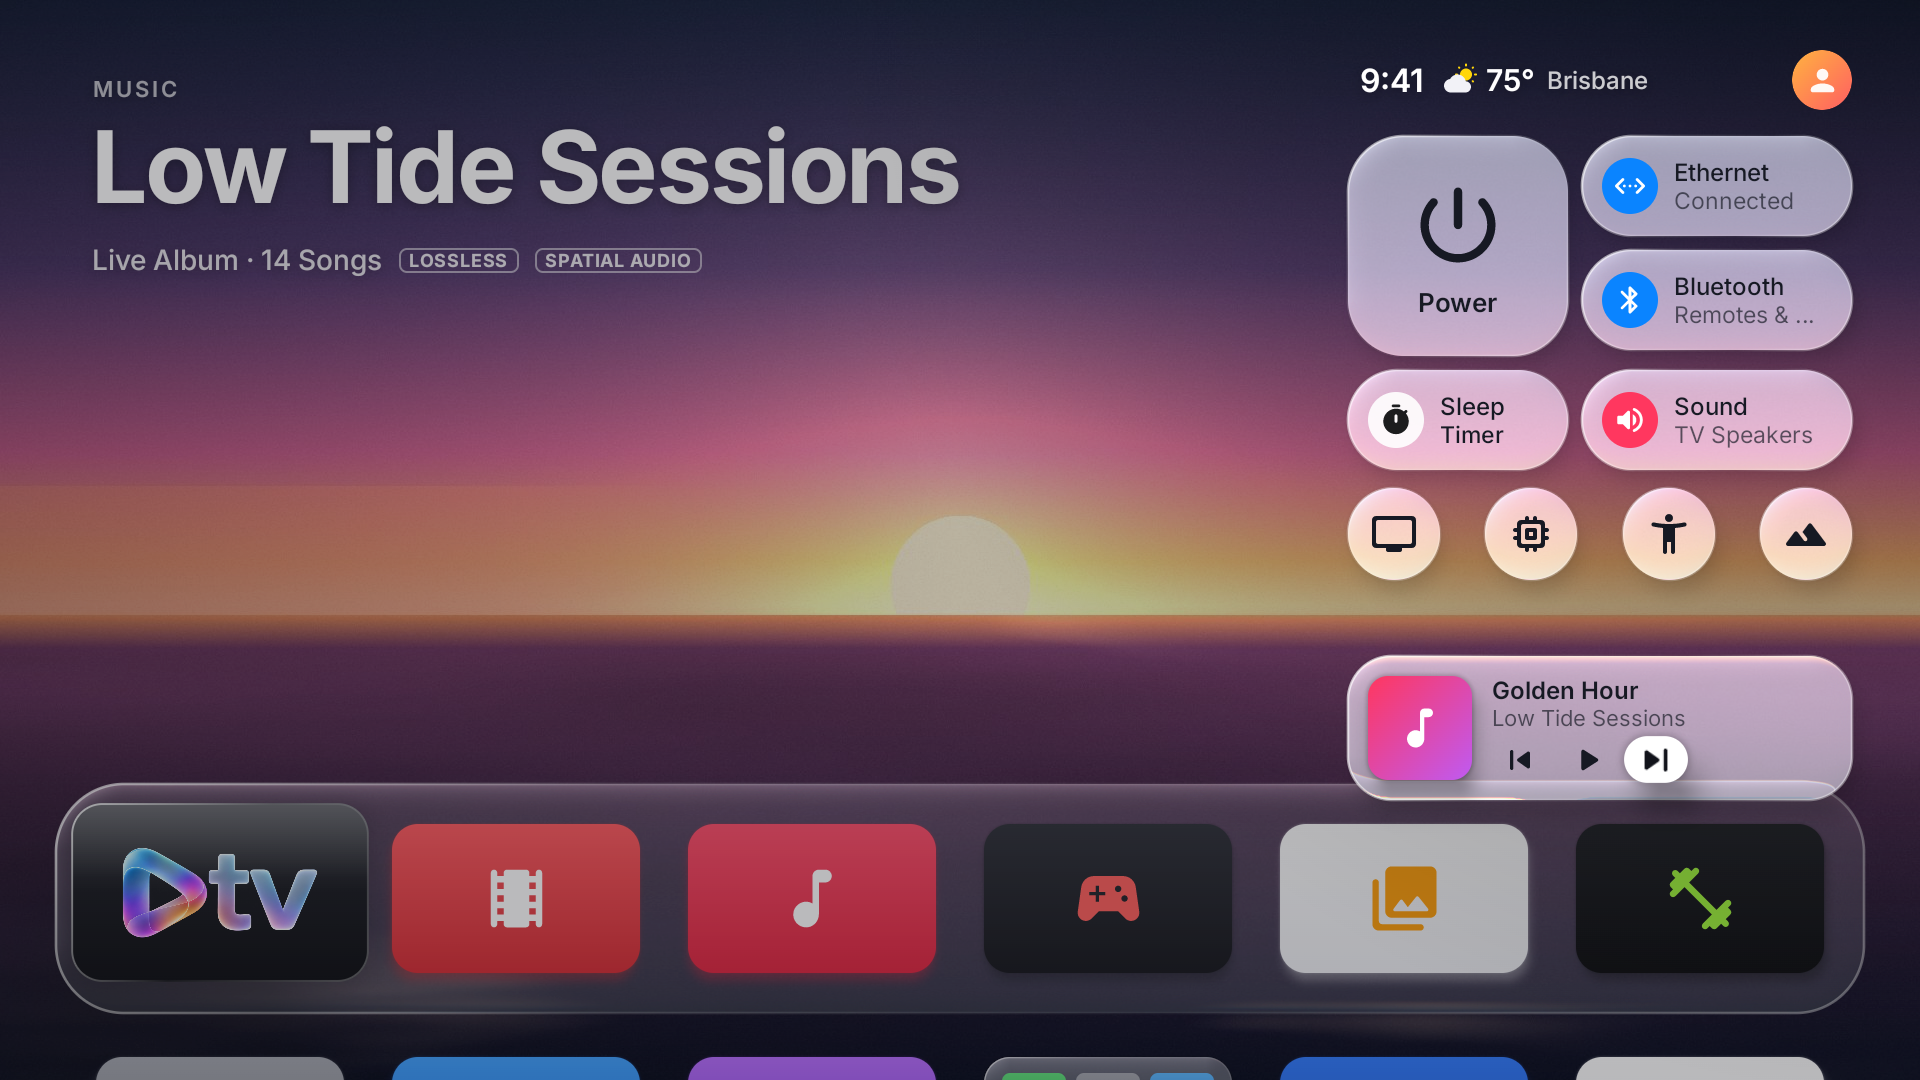 MUSIC
Low Tide Sessions
Live Album · 14 Songs LOSSLESS SPATIAL AUDIO
9:41 75° Brisbane
Power
Ethernet
Connected
Bluetooth
Remotes & ...
Sleep
Timer
Sound
TV Speakers
Golden Hour
Low Tide Sessions
tv